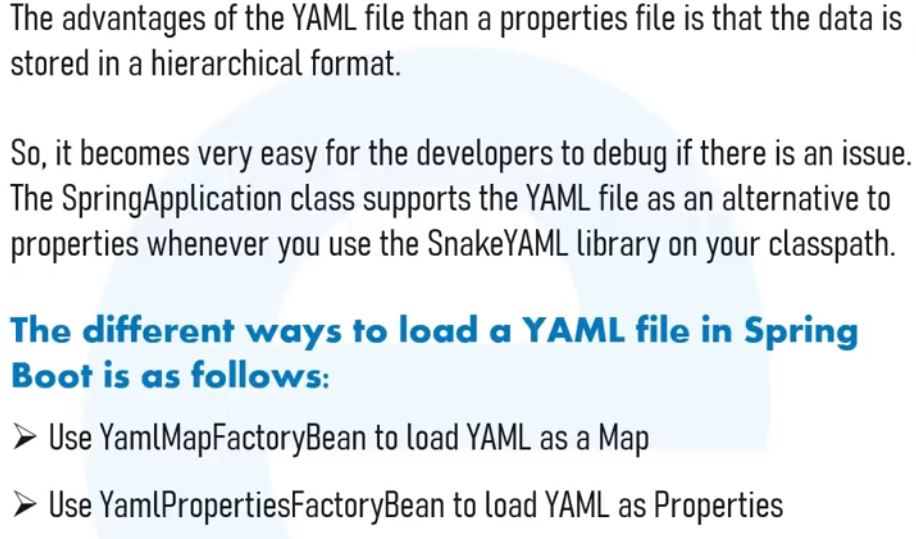 The advantages of the YAML file than a properties file is that the data is
stored in a hierarchical format.
So, it becomes very easy for the developers to debug if there is an issue.
The SpringApplication class supports the YAML file as an alternative to
properties whenever you use the SnakeYAML library on your classpath.
The different ways to load a YAML file in Spring
Boot is as follows:
➢ Use YamlMapFactoryBean to load YAML as a Map
➢ Use YamlPropertiesFactoryBean to load YAML as Properties